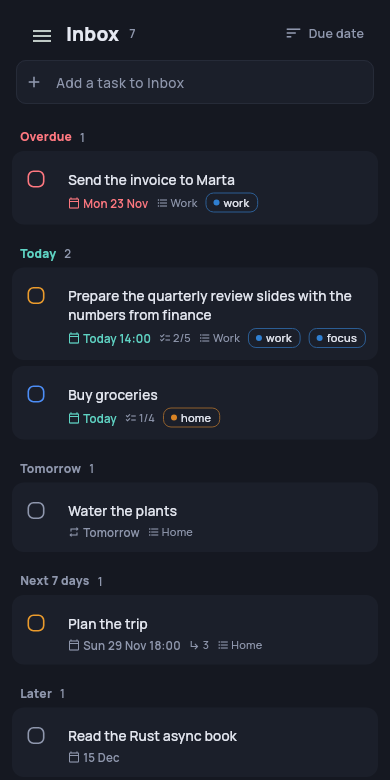 Inbox 7 Due date
Add a task to Inbox
Overdue 1
Send the invoice to Marta
Mon 23 Nov Work work
Today 2
Prepare the quarterly review slides with the
numbers from finance
Today 14:00 2/5 Work work focus
Buy groceries
Today 1/4 home
Tomorrow 1
Water the plants
Tomorrow Home
Next 7 days 1
Plan the trip
Sun 29 Nov 18:00 3 Home
Later 1
Read the Rust async book
15 Dec